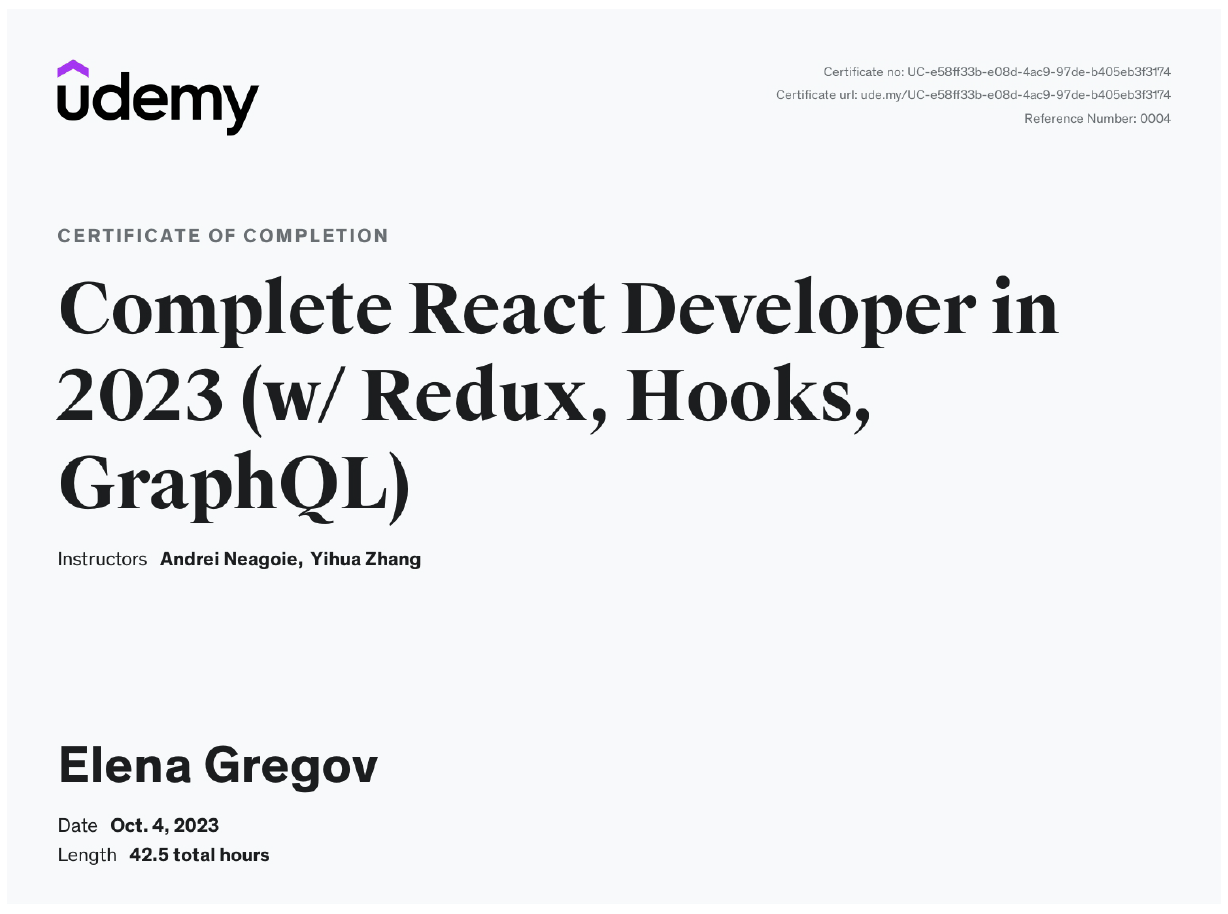 udemy
Certificate no: UC-e58ff33b-e08d-4ac9-97de-b405eb3f3174
Certificate url: ude.my/UC-e58ff33b-e08d-4ac9-97de-b405eb3f3174
Reference Number: 0004
CERTIFICATE OF COMPLETION
Complete React Developer in
2023 (w/ Redux, Hooks,
GraphQL)
Instructors Andrei Neagoie, Yihua Zhang
Elena Gregov
Date Oct. 4, 2023
Length 42.5 total hours